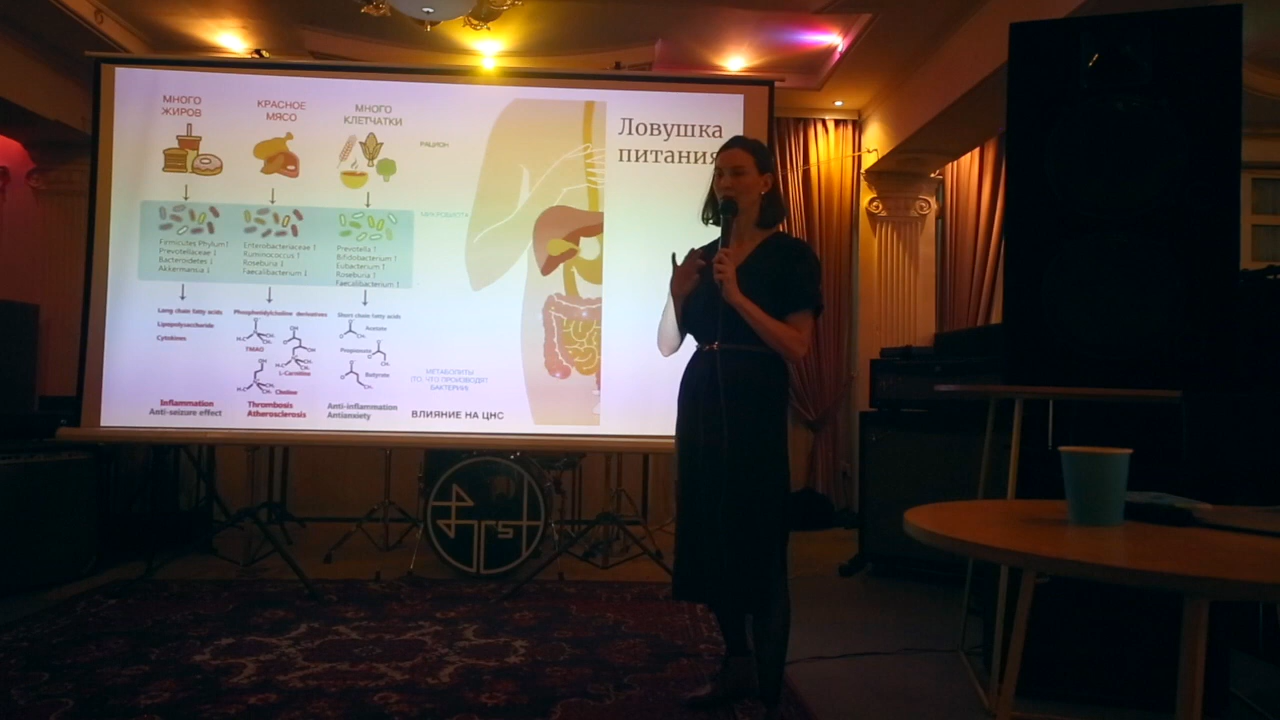 МНОГО
ЖИРОВ
КРАСНОЕ
МЯСО
МНОГО
КЛЕТЧАТКИ
РАЦИОН
Ловушка
питания
Firmicutes Phylum↑
Prevotellaceae ↓
Bacteroidetes ↓
Akkermansia ↓
Enterobacteriaceae ↑
Ruminococcus ↑
Roseburia ↓
Faecalibacterium ↓
Prevotella ↑
Bifidobacterium ↑
Eubacterium ↑
Roseburia ↑
Faecalibacterium ↑
МИКРОБИОТА
Long chain fatty acids
Lipopolysaccharide
Cytokines
Phosphatidylcholine derivatives
TMAO
L-Carnitine
Choline
Short chain fatty acids
Acetate
Propionate
Butyrate
МЕТАБОЛИТЫ
(ТО, ЧТО ПРОИЗВОДЯТ
БАКТЕРИИ)
Inflammation
Anti-seizure effect
Thrombosis
Atherosclerosis
Anti-inflammation
Antianxiety
ВЛИЯНИЕ НА ЦНС